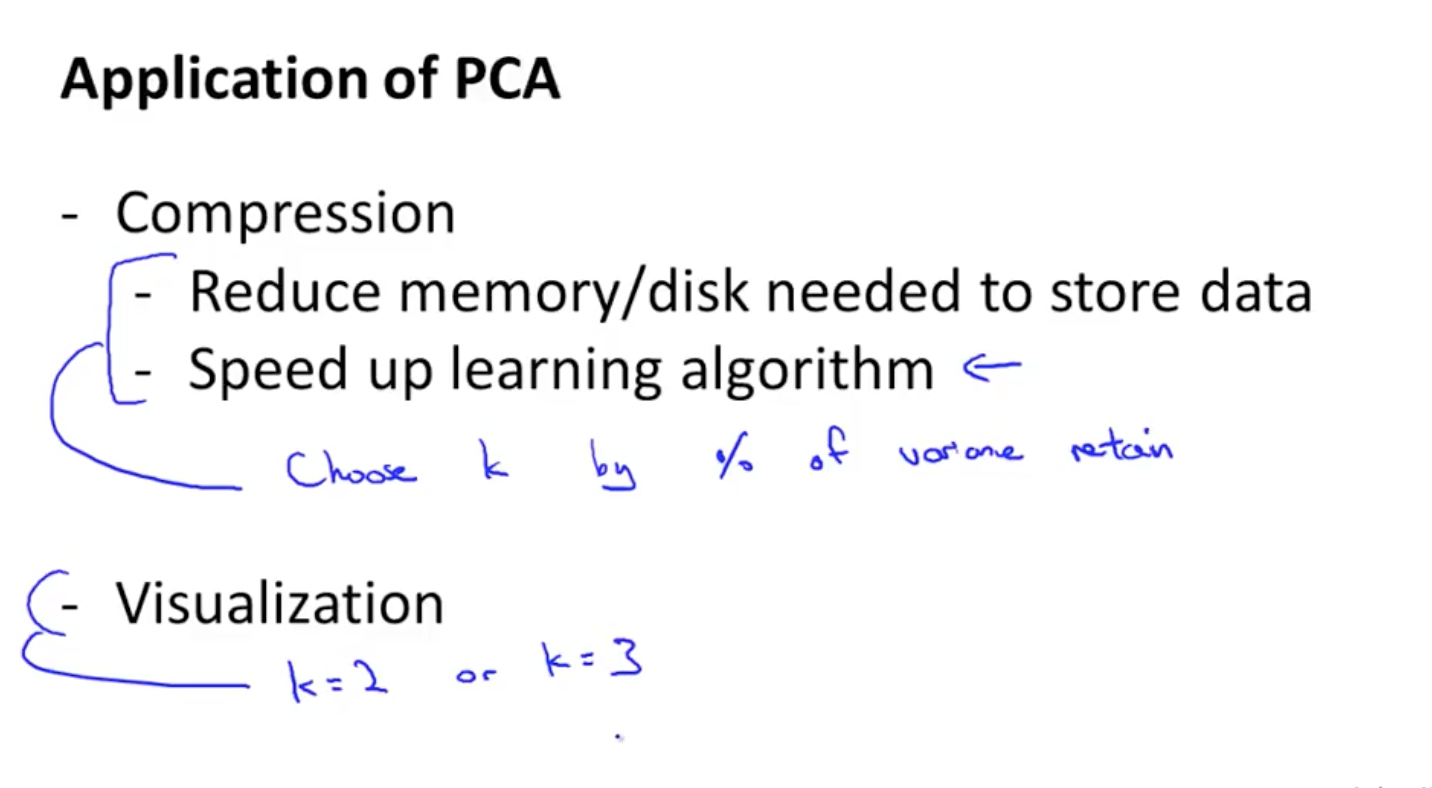 Application of PCA
- Compression
- Reduce memory/disk needed to store data
- Speed up learning algorithm ←
Choose k by % of variance retain
- Visualization
k=2 or k=3